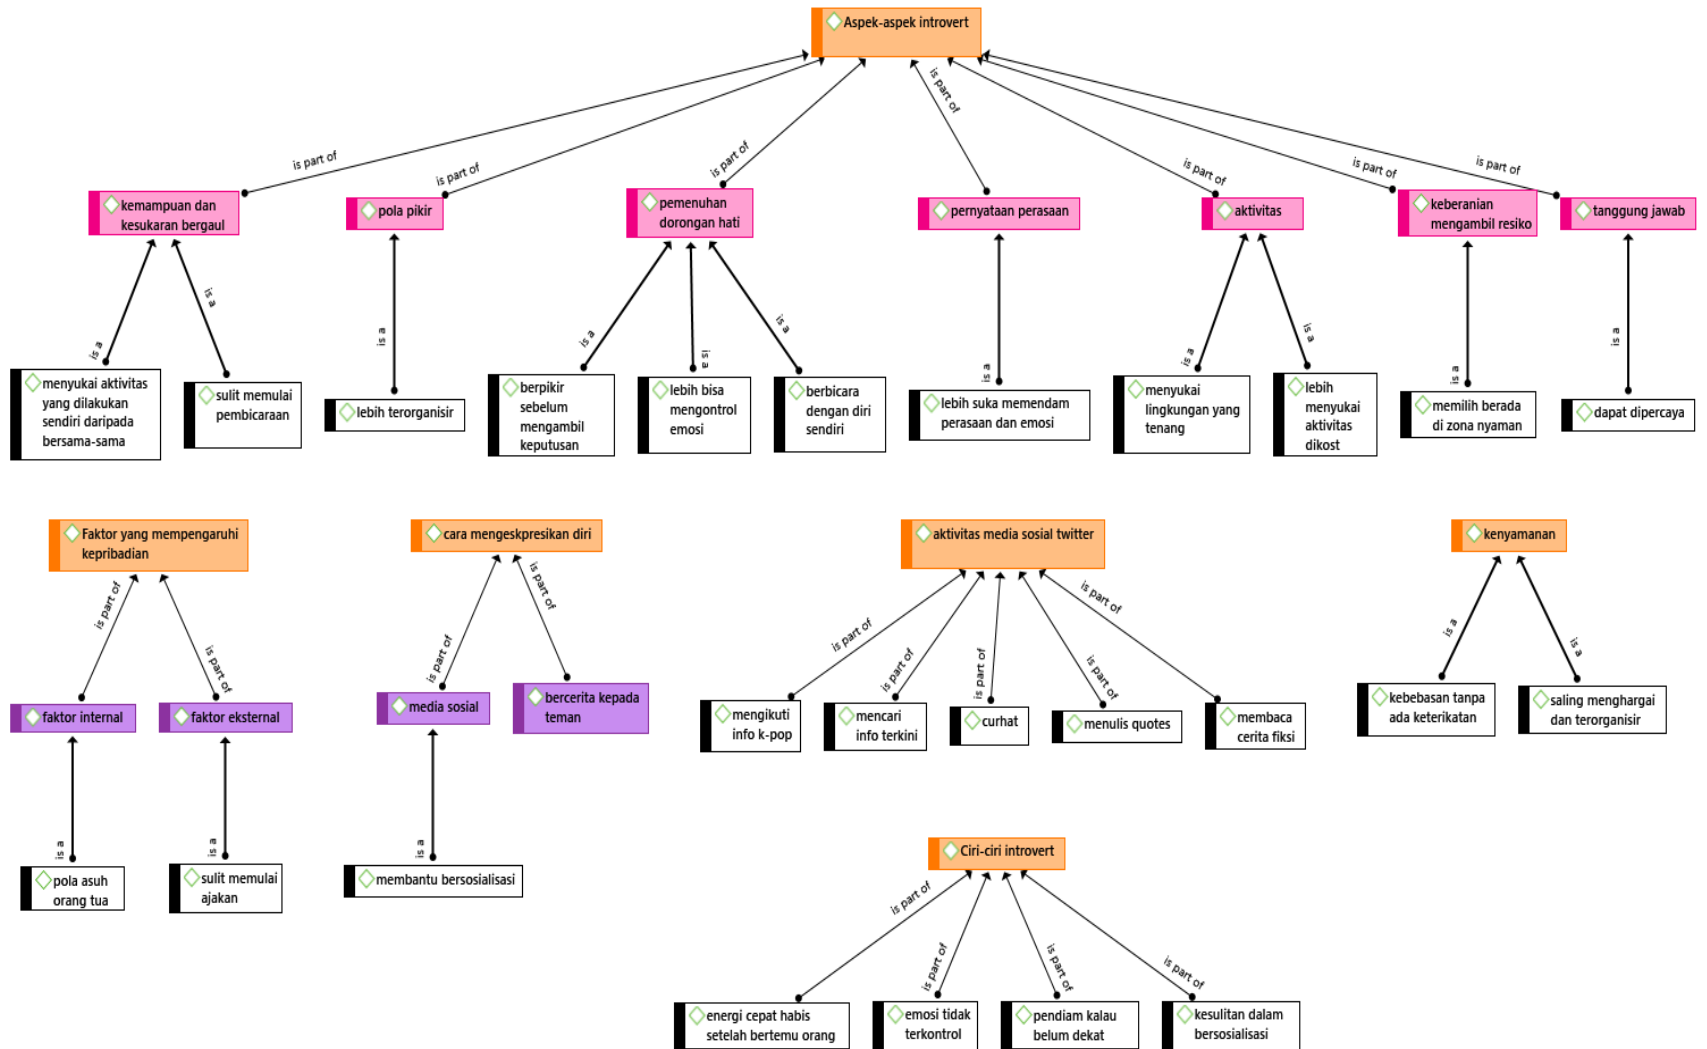 Aspek-aspek introvert
is part of
is part of
is part of
is part of
is part of
is part of
is part of
kemampuan dan
kesukaran bergaul
pola pikir
pemenuhan
dorongan hati
pernyataan perasaan
aktivitas
keberanian
mengambil resiko
tanggung jawab
is a
is a
is a
is a
is a
is a
is a
is a
is a
is a
is a
menyukai aktivitas
yang dilakukan
sendiri daripada
bersama-sama
sulit memulai
pembicaraan
lebih terorganisir
berpikir
sebelum
mengambil
keputusan
lebih bisa
mengontrol
emosi
berbicara
dengan diri
sendiri
lebih suka memendam
perasaan dan emosi
menyukai
lingkungan yang
tenang
lebih
menyukai
aktivitas
dikost
memilih berada
di zona nyaman
dapat dipercaya
Faktor yang mempengaruhi
kepribadian
is part of
is part of
faktor internal
faktor eksternal
is a
is a
pola asuh
orang tua
sulit memulai
ajakan
cara mengeskpresikan diri
is part of
is part of
media sosial
bercerita kepada
teman
is a
membantu bersosialisasi
aktivitas media sosial twitter
is part of
is part of
is part of
is part of
is part of
mengikuti
info k-pop
mencari
info terkini
curhat
menulis quotes
membaca
cerita fiksi
kenyamanan
is a
is a
kebebasan tanpa
ada keterikatan
saling menghargai
dan terorganisir
Ciri-ciri introvert
is part of
is part of
is part of
is part of
energi cepat habis
setelah bertemu orang
emosi tidak
terkontrol
pendiam kalau
belum dekat
kesulitan dalam
bersosialisasi